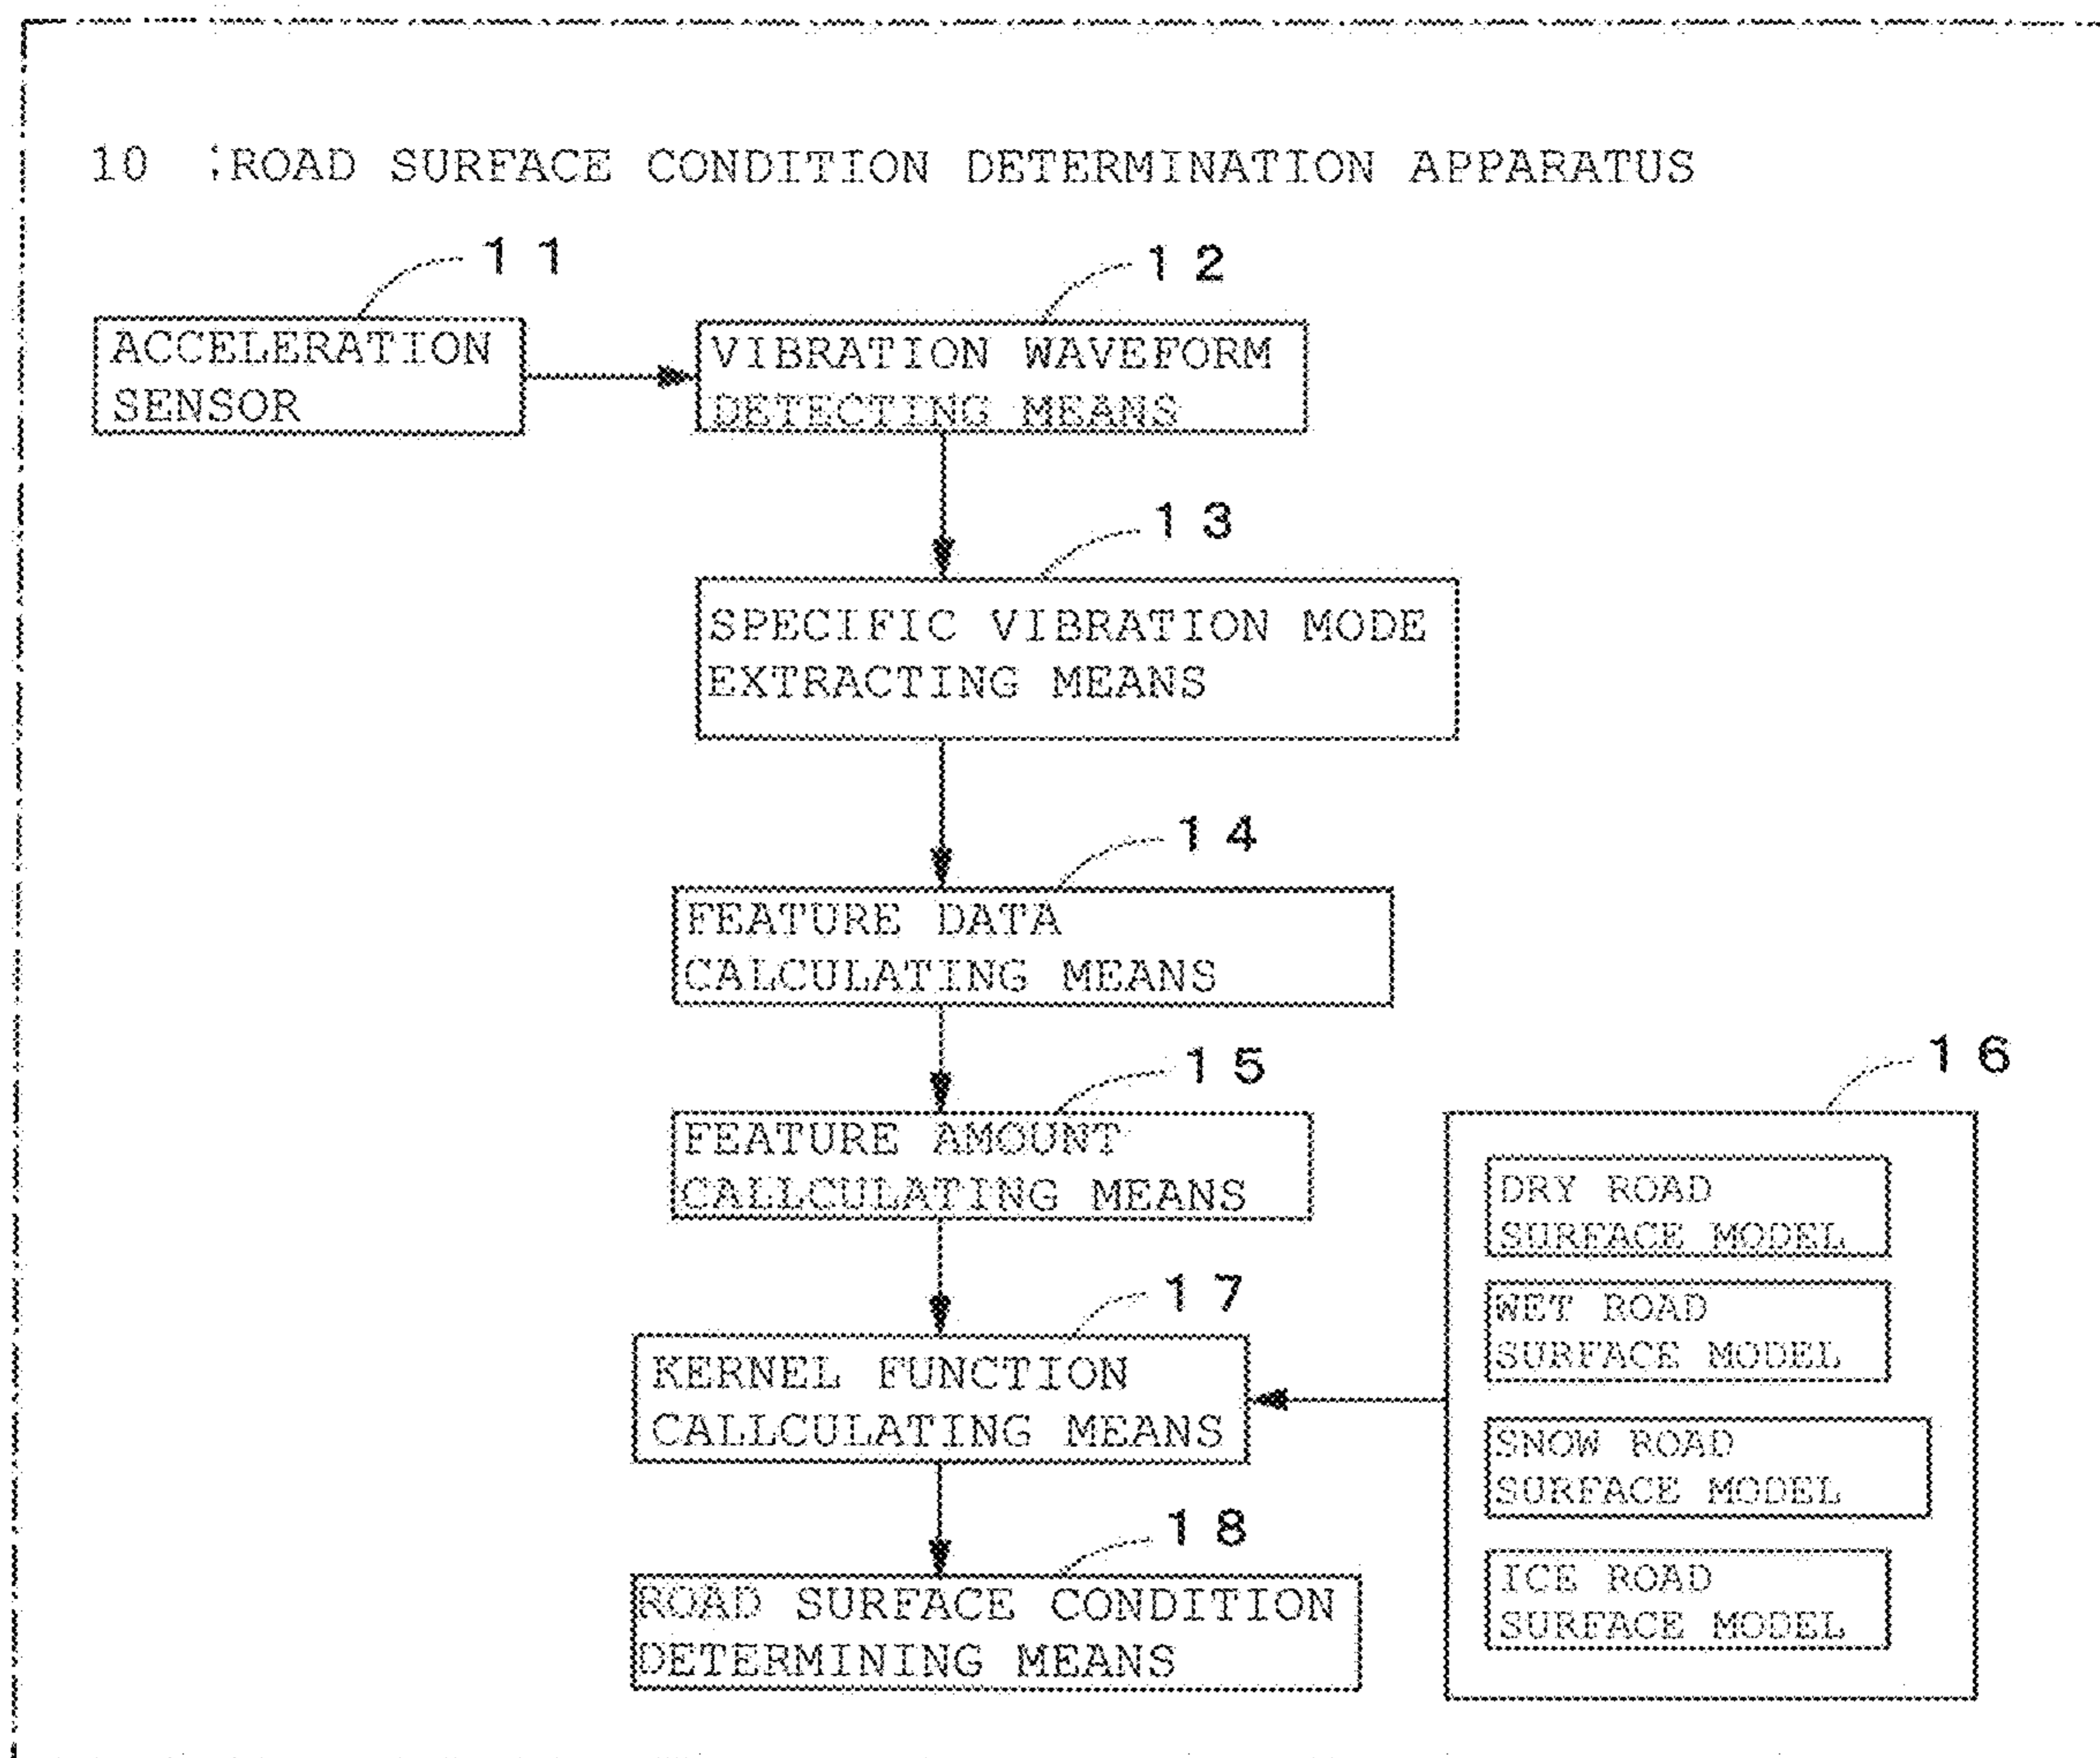 10 :ROAD SURFACE CONDITION DETERMINATION APPARATUS
11
ACCELERATION
SENSOR
12
VIBRATION WAVEFORM
DETECTING MEANS
13
SPECIFIC VIBRATION MODE
EXTRACTING MEANS
14
FEATURE DATA
CALCULATING MEANS
15
FEATURE AMOUNT
CALLCULATING MEANS
16
DRY ROAD
SURFACE MODEL
WET ROAD
SURFACE MODEL
SNOW ROAD
SURFACE MODEL
ICE ROAD
SURFACE MODEL
17
KERNEL FUNCTION
CALLCULATING MEANS
18
ROAD SURFACE CONDITION
DETERMINING MEANS